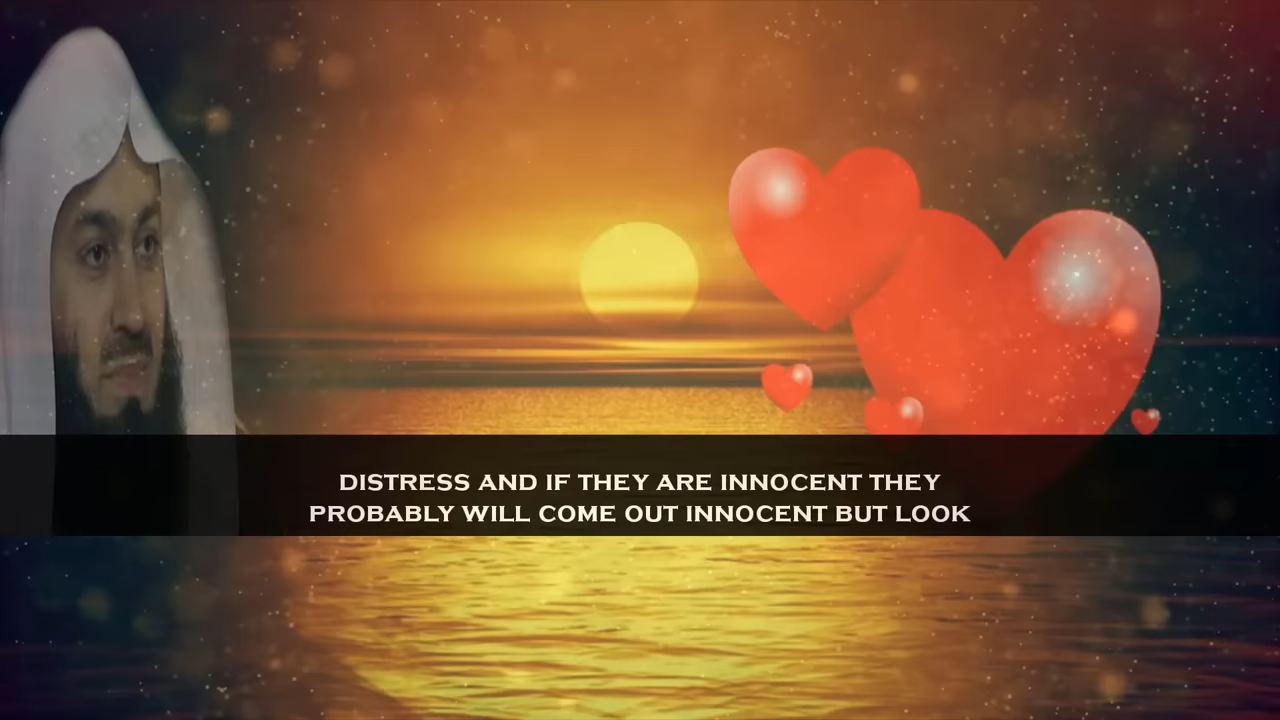 DISTRESS AND IF THEY ARE INNOCENT THEY
PROBABLY WILL COME OUT INNOCENT BUT LOOK